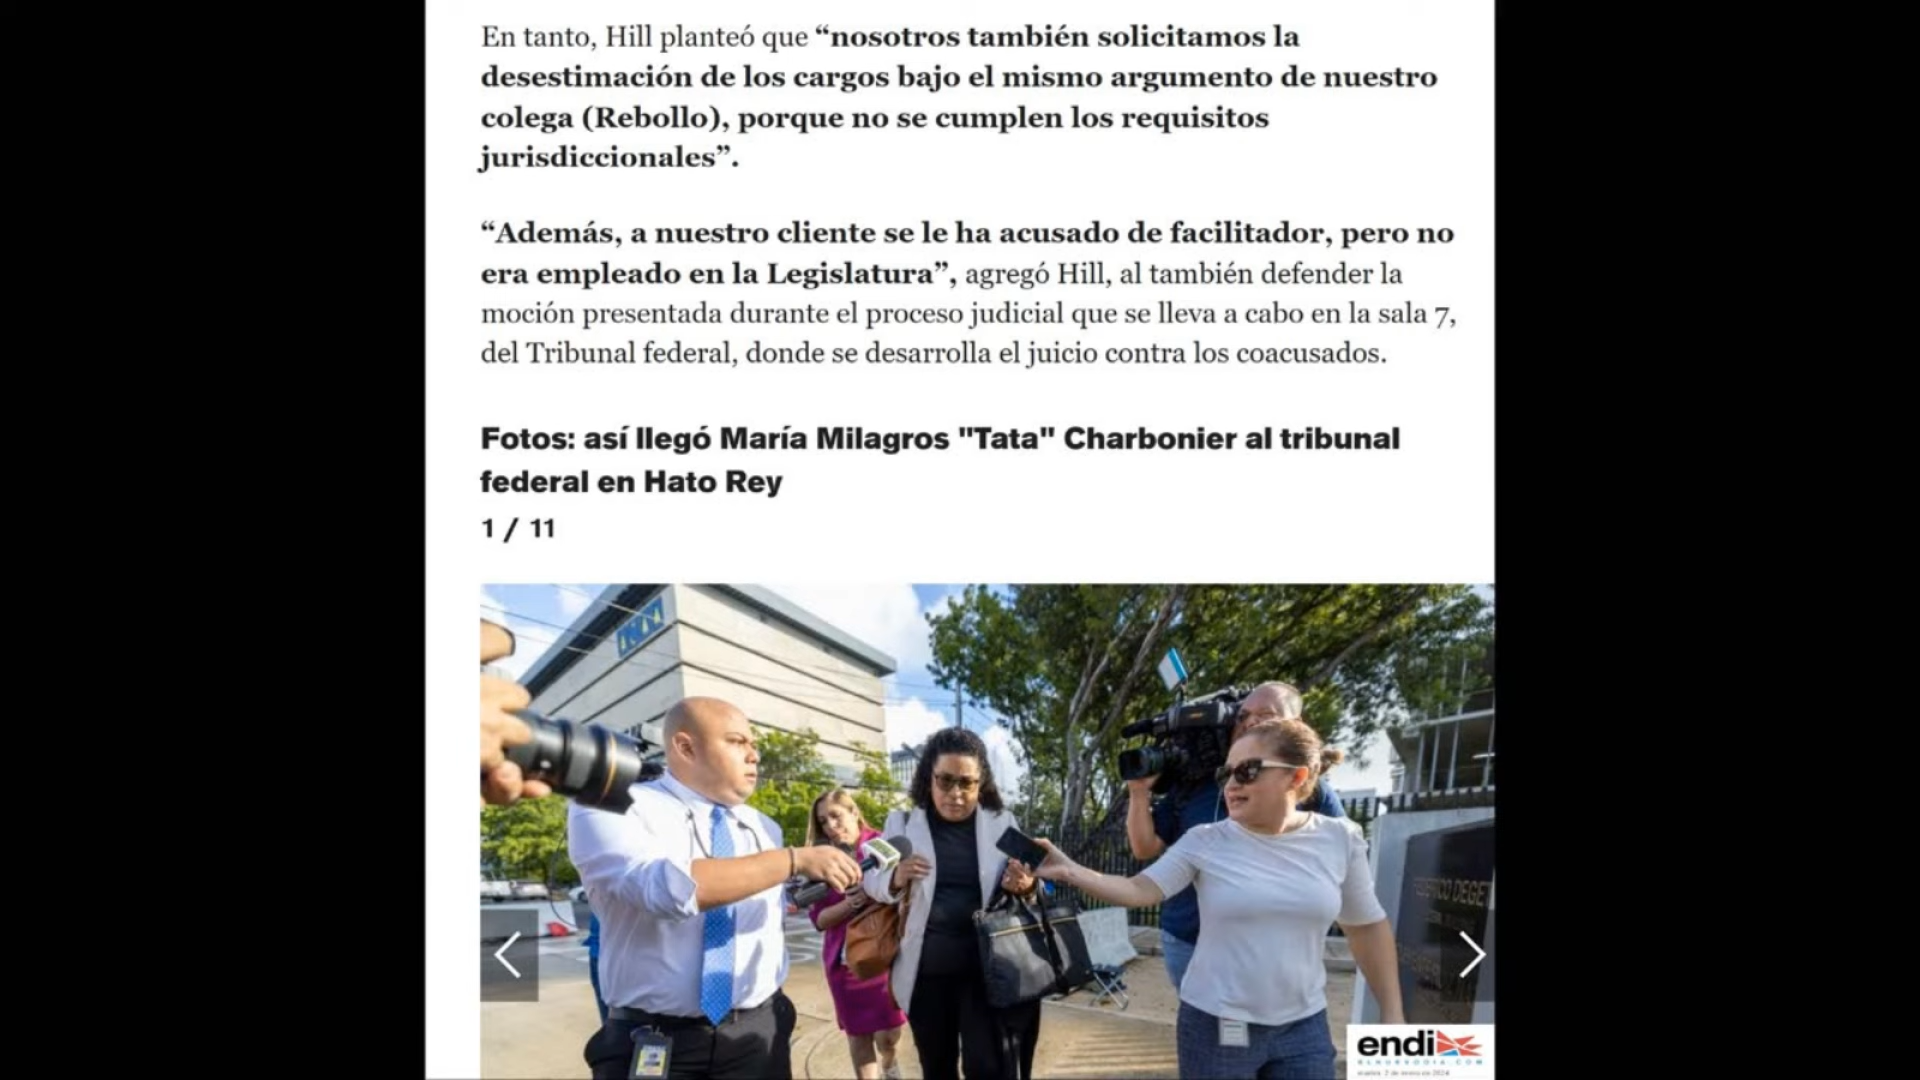 En tanto, Hill planteó que “nosotros también solicitamos la
desestimación de los cargos bajo el mismo argumento de nuestro
colega (Rebollo), porque no se cumplen los requisitos
jurisdiccionales”.
“Además, a nuestro cliente se le ha acusado de facilitador, pero no
era empleado en la Legislatura”, agregó Hill, al también defender la
moción presentada durante el proceso judicial que se lleva a cabo en la sala 7,
del Tribunal federal, donde se desarrolla el juicio contra los coacusados.
Fotos: así llegó María Milagros "Tata" Charbonier al tribunal
federal en Hato Rey
1 / 11
endi